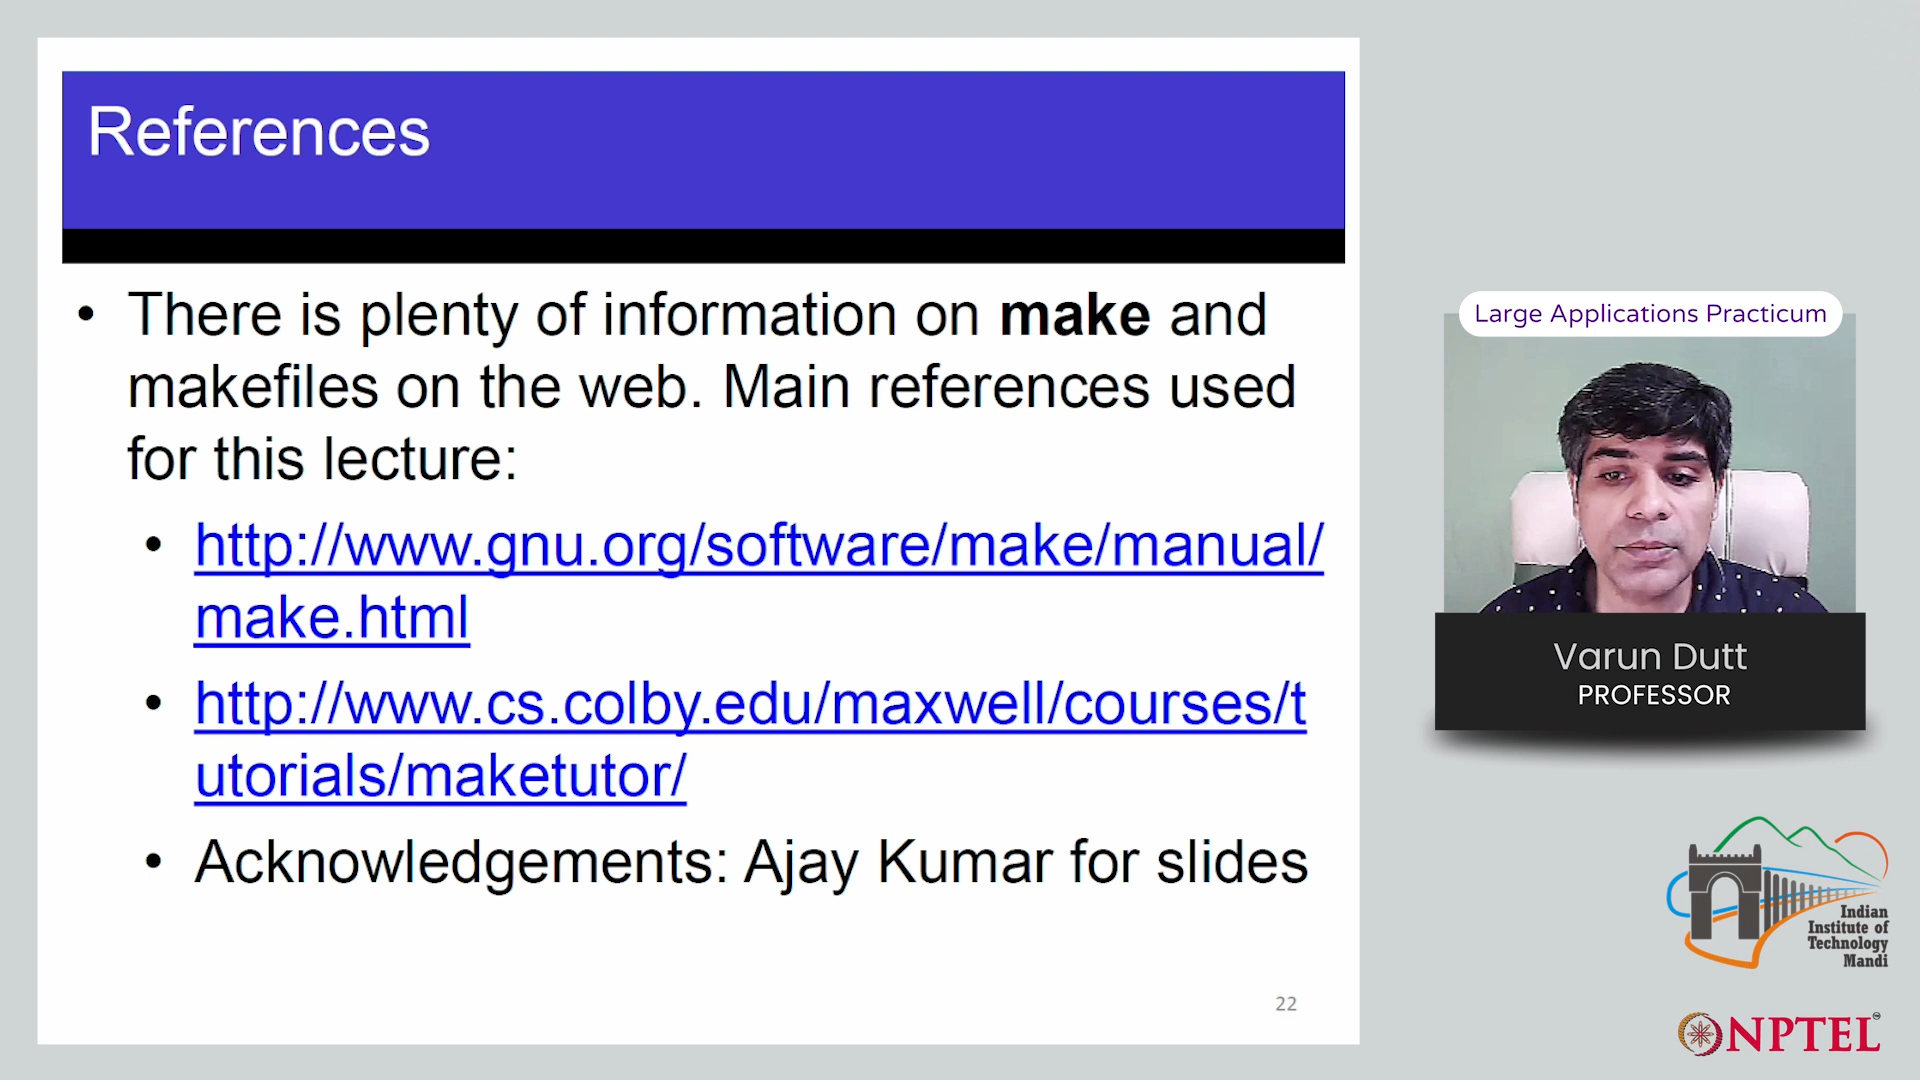 References
• There is plenty of information on make and
makefiles on the web. Main references used
for this lecture:
• http://www.gnu.org/software/make/manual/
make.html
• http://www.cs.colby.edu/maxwell/courses/t
utorials/maketutor/
• Acknowledgements: Ajay Kumar for slides
22
Large Applications Practicum
Varun Dutt
PROFESSOR
Indian
Institute of
Technology
Mandi
NPTEL